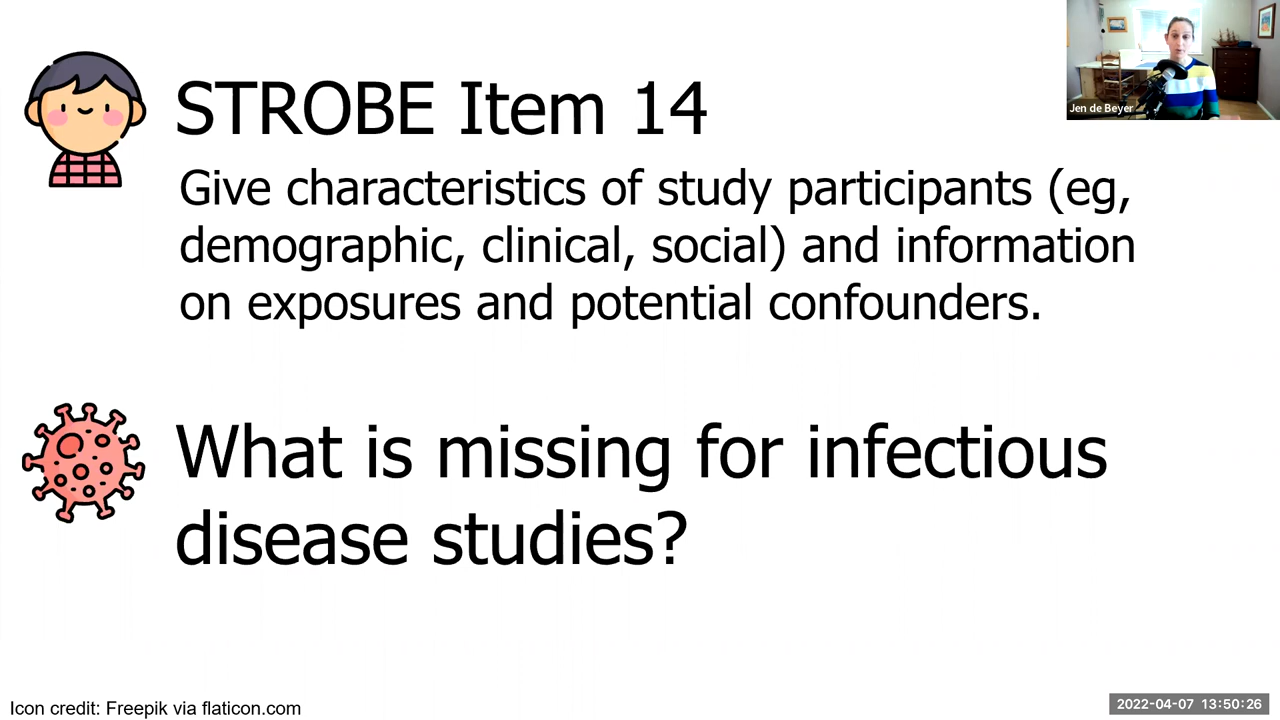 Jen de Beyer
STROBE Item 14
Give characteristics of study participants (eg,
demographic, clinical, social) and information
on exposures and potential confounders.
What is missing for infectious
disease studies?
Icon credit: Freepik via flaticon.com
2022-04-07 13:50:26